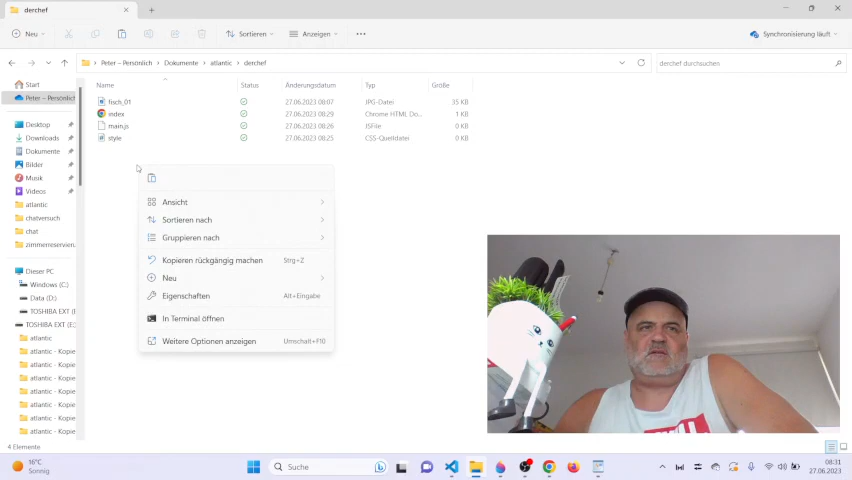 derchef
Neu
Sortieren
Anzeigen
Synchronisierung läuft
Peter – Persönlich > Dokumente > atlantic > derchef
derchef durchsuchen
Name Status Änderungsdatum Typ Größe
fisch_01 27.06.2023 08:07 JPG-Datei 35 KB
index 27.06.2023 08:29 Chrome HTML Do... 1 KB
main.js 27.06.2023 08:26 JSFile 0 KB
style 27.06.2023 08:25 CSS-Quelldatei 0 KB
Start
Peter – Persönlich
Desktop
Downloads
Dokumente
Bilder
Musik
Videos
atlantic
chatversuch
chat
zimmerreservien
Dieser PC
Windows (C:)
Data (D:)
TOSHIBA EXT (E:)
TOSHIBA EXT (E:
atlantic
atlantic - Kopie
atlantic - Kopie
atlantic - Kopie
atlantic - Kopie
atlantic - Kopie
atlantic - Kopie
atlantic - Kopie
Ansicht
Sortieren nach
Gruppieren nach
Kopieren rückgängig machen Strg+Z
Neu
Eigenschaften Alt+Eingabe
In Terminal öffnen
Weitere Optionen anzeigen Umschalt+F10
4 Elemente
16°C
Sonnig
Suche
08:31
27.06.2023